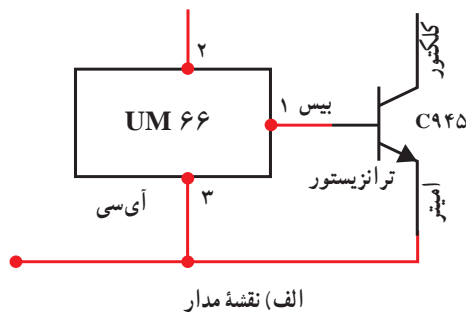 کلکتور
۲
UM ۶۶
۱
بیس
C۹۴۵
ترانزیستور
امیتر
۳
آی‌سی
الف) نقشهٔ مدار